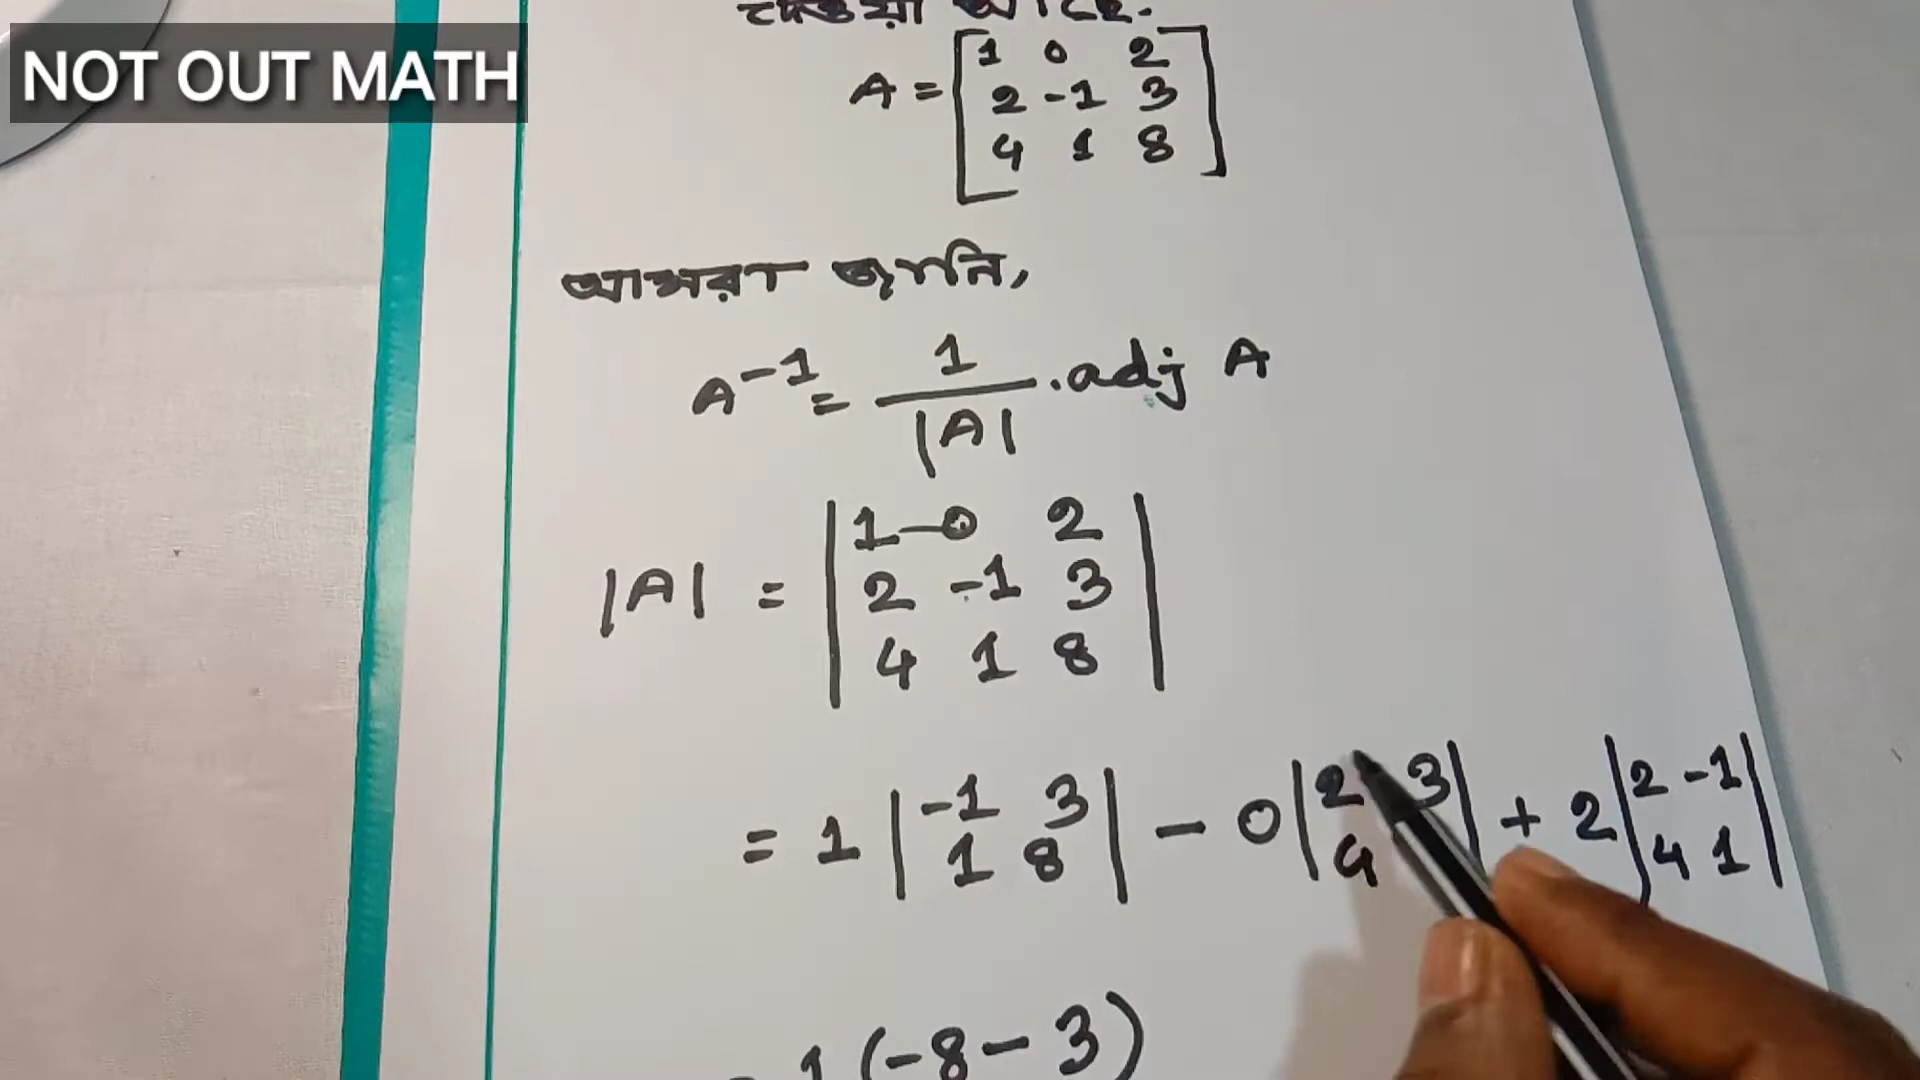 NOT OUT MATH
দেওয়া আছে.
A = [1 0 2
2 -1 3
4 1 8]
আমরা জানি,
A⁻¹ = 1/|A| . adj A
|A| = |1 0 2
2 -1 3
4 1 8|
= 1 |-1 3 - 0 |2 3| + 2 |2 -1|
1 8| 4 4 1
= 1 (-8 - 3)